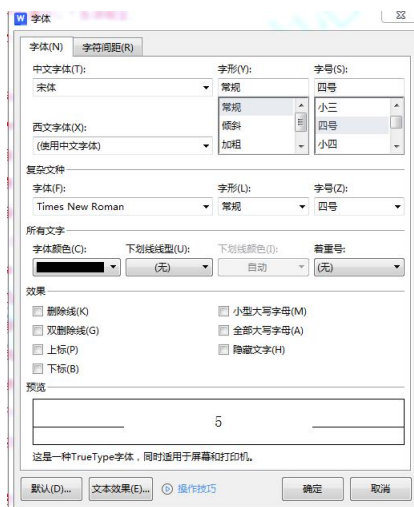 W 字体
字体(N) 字符间距(R)
中文字体(T): 字形(Y): 字号(S):
宋体 常规 四号
常规 小三
西文字体(X): 倾斜 四号
(使用中文字体) 加粗 小四
复杂文种
字体(F): 字形(L): 字号(Z):
Times New Roman 常规 四号
所有文字
字体颜色(C): 下划线线型(U): 下划线颜色(I): 着重号:
(无) 自动 (无)
效果
删除线(K) 小型大写字母(M)
双删除线(G) 全部大写字母(A)
上标(P) 隐藏文字(H)
下标(B)
预览
5
这是一种TrueType字体，同时适用于屏幕和打印机。
默认(D)... 文本效果(E)... 操作技巧 确定 取消